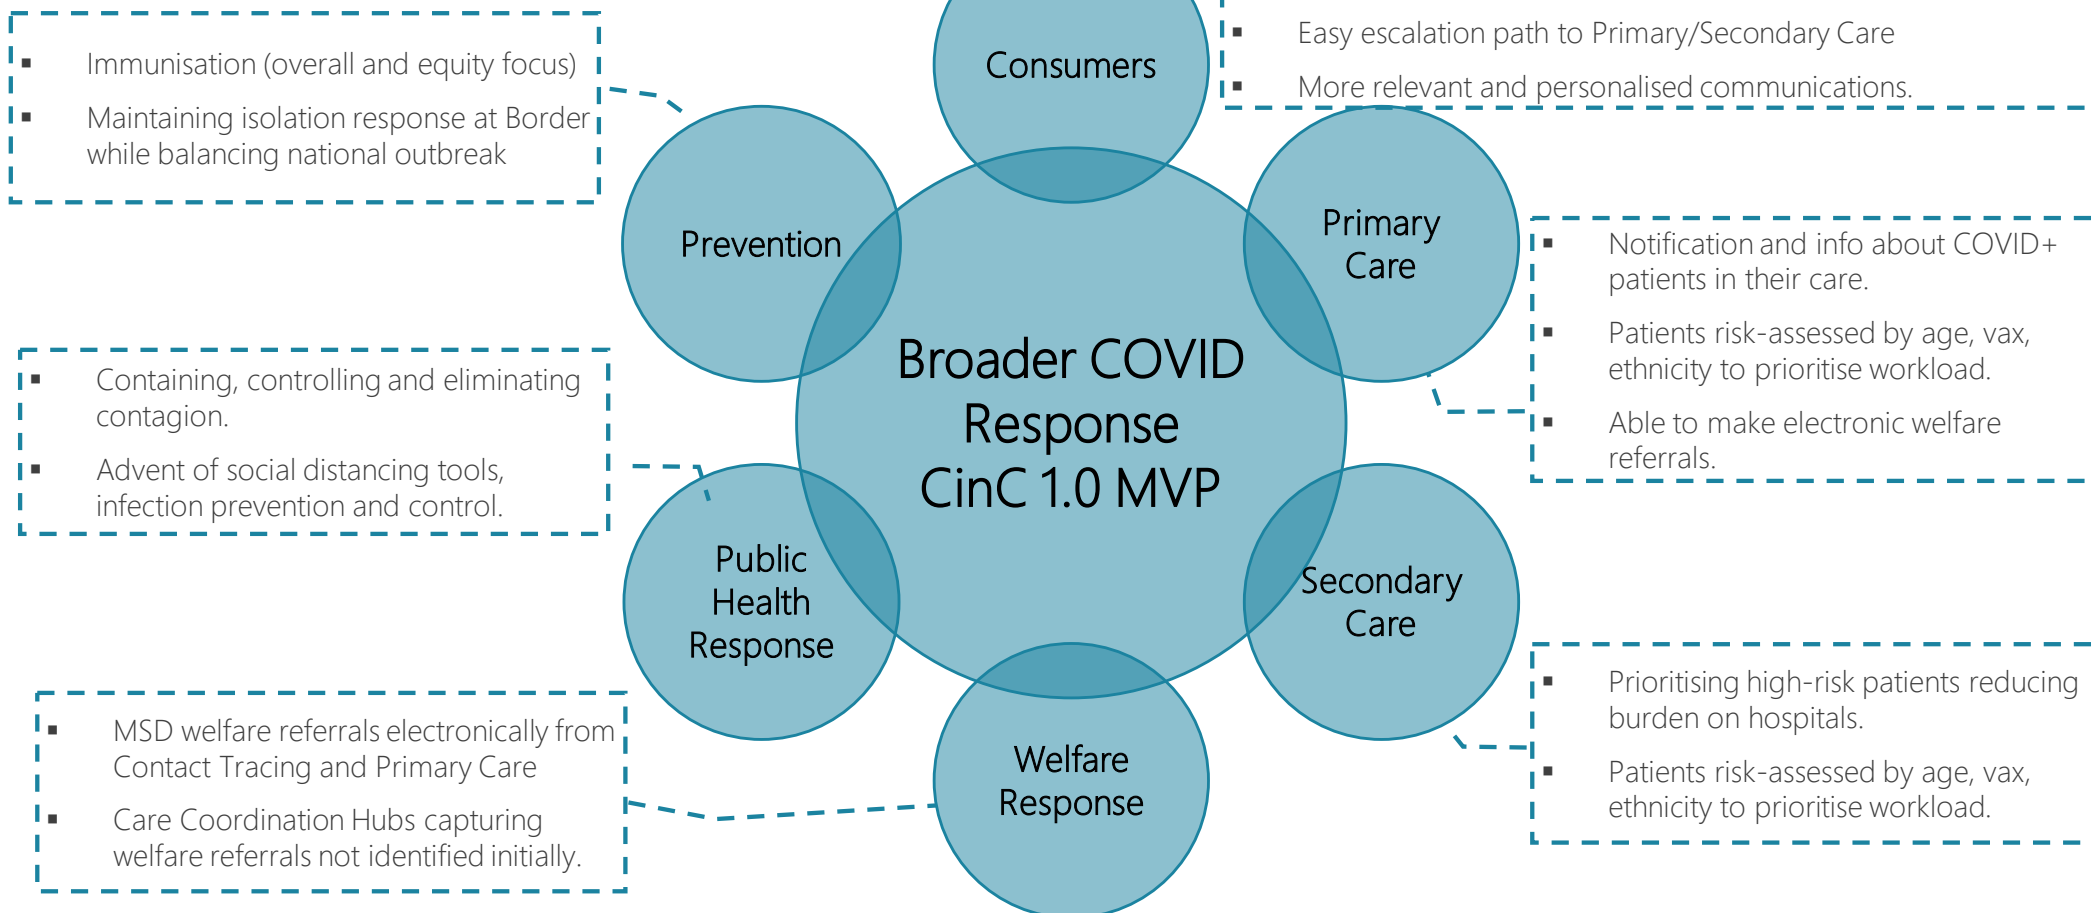 Easy escalation path to Primary/Secondary Care
More relevant and personalised communications.
Consumers
Immunisation (overall and equity focus)
Maintaining isolation response at Border
while balancing national outbreak
Prevention
Primary
Care
Notification and info about COVID+
patients in their care.
Patients risk-assessed by age, vax,
ethnicity to prioritise workload.
Able to make electronic welfare
referrals.
Broader COVID
Response
CinC 1.0 MVP
Containing, controlling and eliminating
contagion.
Advent of social distancing tools,
infection prevention and control.
Public
Health
Response
Secondary
Care
Prioritising high-risk patients reducing
burden on hospitals.
Patients risk-assessed by age, vax,
ethnicity to prioritise workload.
MSD welfare referrals electronically from
Contact Tracing and Primary Care
Care Coordination Hubs capturing
welfare referrals not identified initially.
Welfare
Response